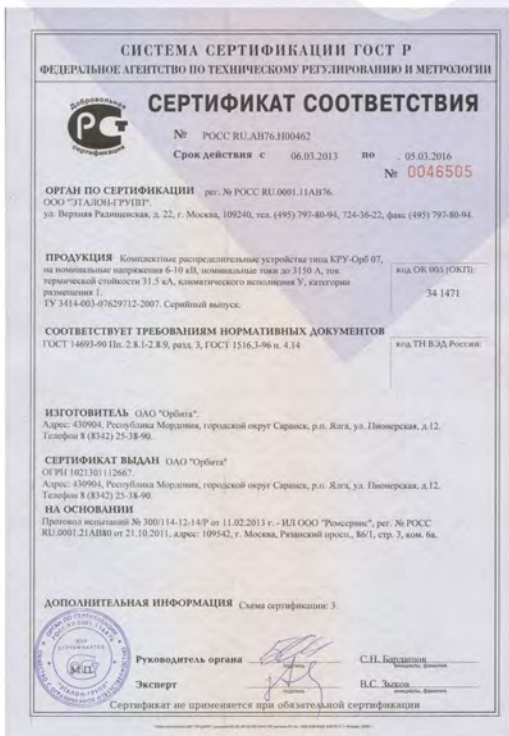 СИСТЕМА СЕРТИФИКАЦИИ ГОСТ Р
ФЕДЕРАЛЬНОЕ АГЕНТСТВО ПО ТЕХНИЧЕСКОМУ РЕГУЛИРОВАНИЮ И МЕТРОЛОГИИ
Добровольная
сертификация
СЕРТИФИКАТ СООТВЕТСТВИЯ
№ РОСС RU.АВ76.Н00462
Срок действия с 06.03.2013 по . 05.03.2016
№ 0046505
ОРГАН ПО СЕРТИФИКАЦИИ рег. № РОСС RU.0001.11АВ76.
ООО "ЭТАЛОН-ГРУПП".
ул. Верхняя Радищевская, д. 22, г. Москва, 109240, тел. (495) 797-80-94, 724-36-22, факс (495) 797-80-94.
ПРОДУКЦИЯ Комплектные распределительные устройства типа КРУ-Орб 07,
на номинальные напряжения 6-10 кВ, номинальные токи до 3150 А, ток
термической стойкости 31.5 кА, климатического исполнения У, категории
размещения 1.
ТУ 3414-003-07629712-2007. Серийный выпуск.
код ОК 005 (ОКП):
34 1471
СООТВЕТСТВУЕТ ТРЕБОВАНИЯМ НОРМАТИВНЫХ ДОКУМЕНТОВ
ГОСТ 14693-90 Пп. 2.8.1-2.8.9, разд. 3, ГОСТ 1516.3-96 п. 4.14
код ТН ВЭД России:
ИЗГОТОВИТЕЛЬ ОАО "Орбита".
Адрес: 430904, Республика Мордовия, городской округ Саранск, р.п. Ялга, ул. Пионерская, д.12.
Телефон 8 (8342) 25-38-90.
СЕРТИФИКАТ ВЫДАН ОАО "Орбита"
ОГРН 1021301112667.
Адрес: 430904, Республика Мордовия, городской округ Саранск, р.п. Ялга, ул. Пионерская, д.12.
Телефон 8 (8342) 25-38-90.
НА ОСНОВАНИИ
Протокол испытаний № 300/114-12-14/Р от 11.02.2013 г. - ИЛ ООО "Ремсервис", рег. № РОСС
RU.0001.21АВ80 от 21.10.2011, адрес: 109542, г. Москва, Рязанский просп., 86/1, стр. 3, ком. 6а.
ДОПОЛНИТЕЛЬНАЯ ИНФОРМАЦИЯ Схема сертификации: 3.
М.П.
"ЭТАЛОН-ГРУПП"
Руководитель органа
подпись
С.Н. Бардашов
инициалы, фамилия
Эксперт
подпись
В.С. Зыков
инициалы, фамилия
Сертификат не применяется при обязательной сертификации